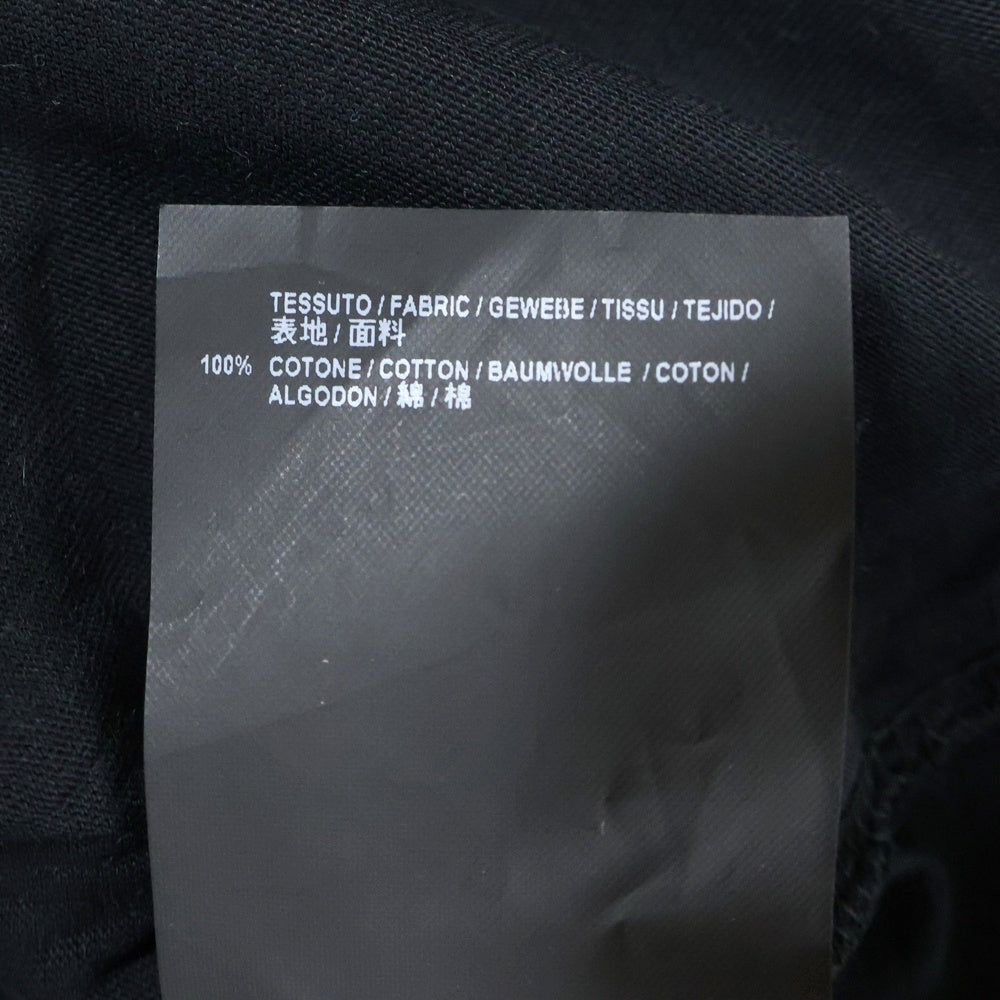 TESSUTO / FABRIC / GEWEBE / TISSU / TEJIDO /
表地 / 面料
100% COTONE / COTTON / BAUMWOLLE / COTON /
ALGODON / 綿 / 棉